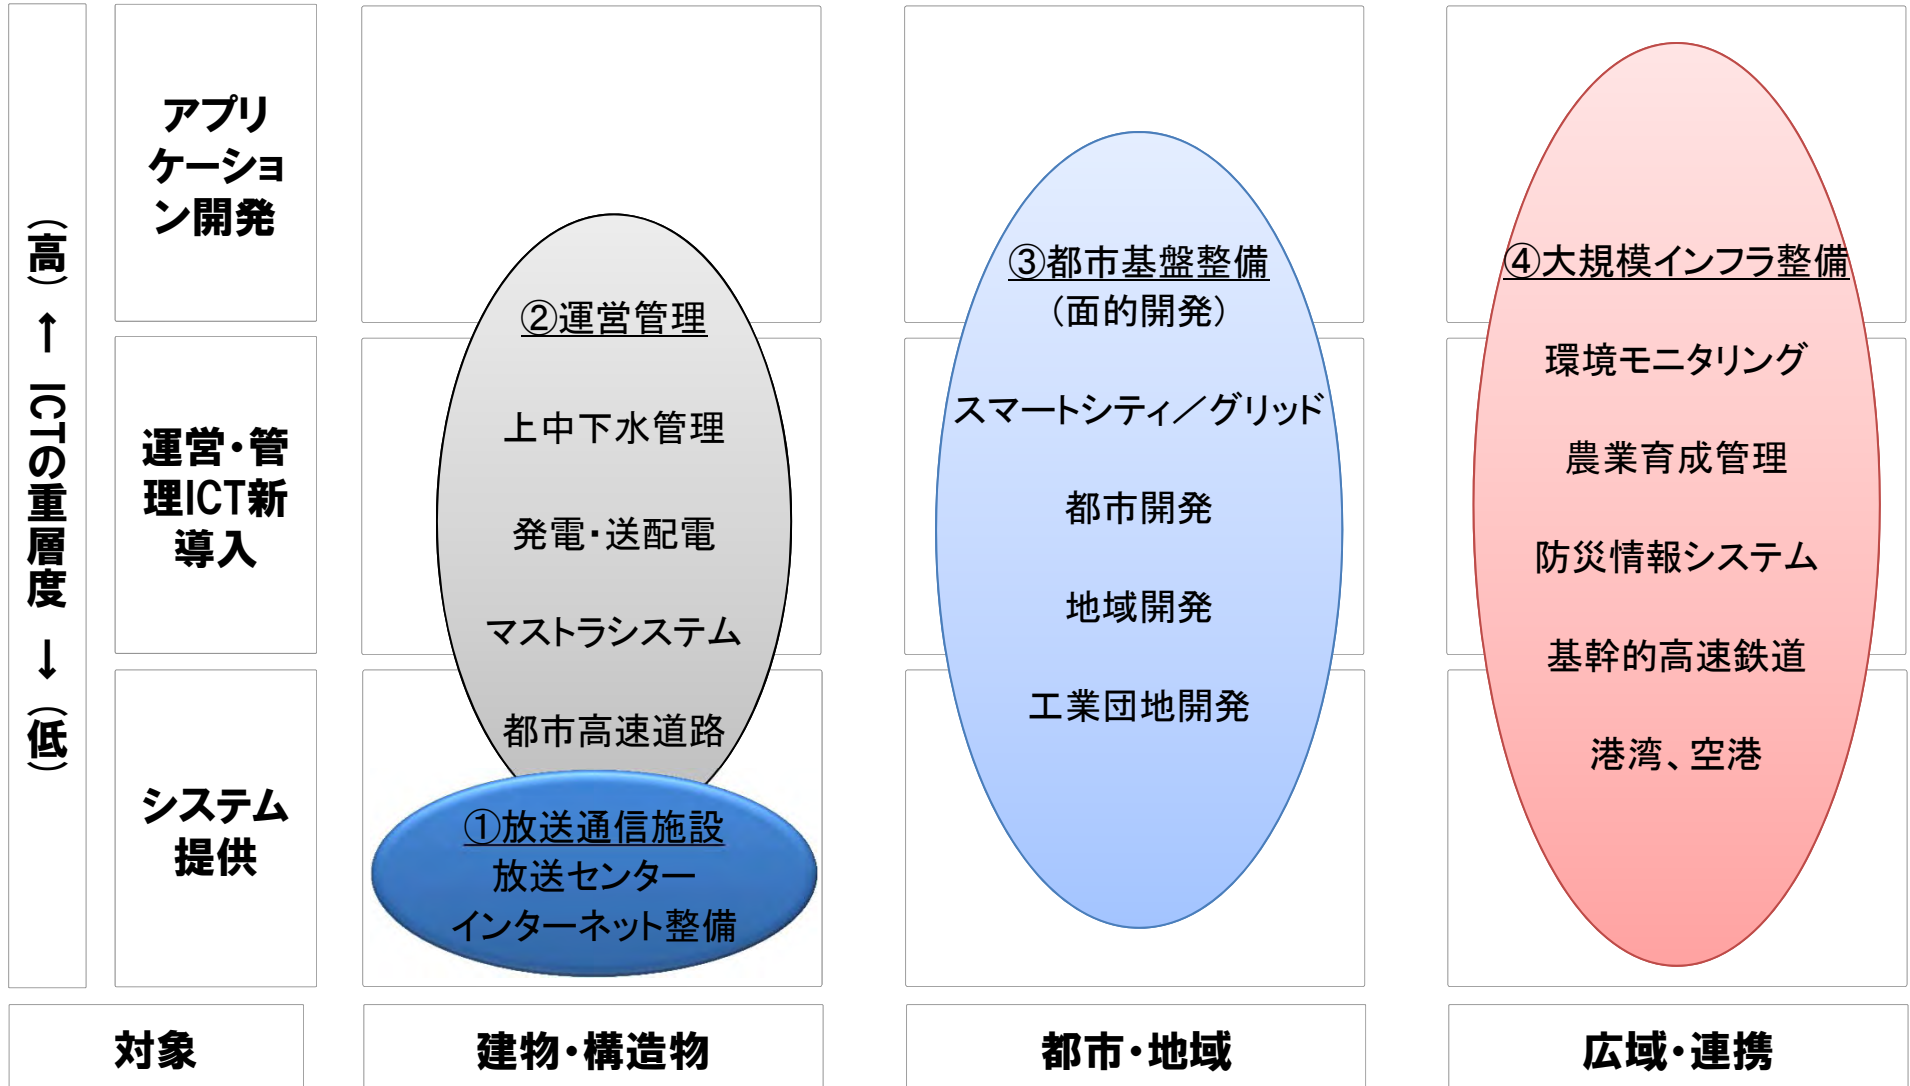 (高) ↑ ICTの重層度 ↓ (低)
アプリ
ケーショ
ン開発
運営・管
理ICT新
導入
システム
提供
②運営管理
上中下水管理
発電・送配電
マストラシステム
都市高速道路
①放送通信施設
放送センター
インターネット整備
③都市基盤整備
(面的開発)
スマートシティ／グリッド
都市開発
地域開発
工業団地開発
④大規模インフラ整備
環境モニタリング
農業育成管理
防災情報システム
基幹的高速鉄道
港湾、空港
対象
建物・構造物
都市・地域
広域・連携